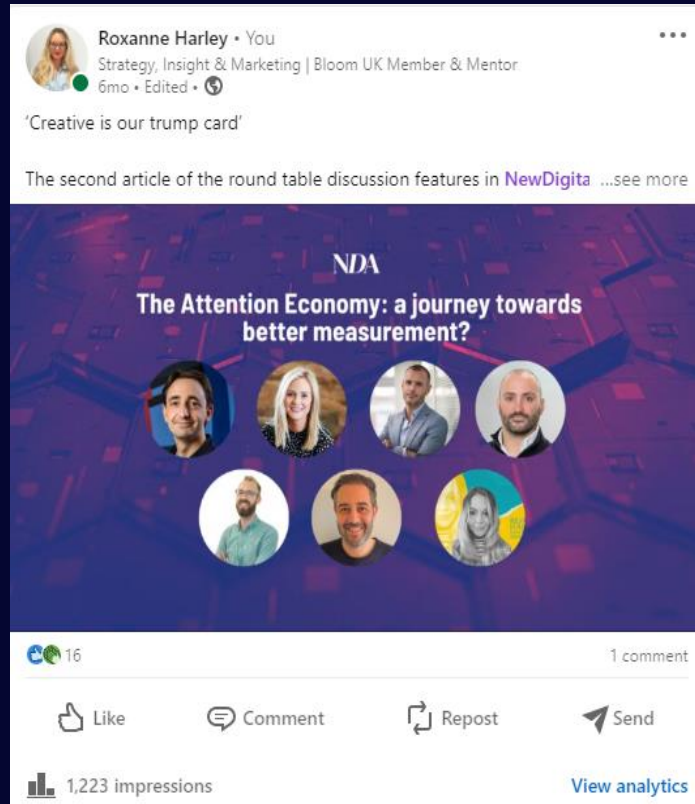 Roxanne Harley • You
Strategy, Insight & Marketing | Bloom UK Member & Mentor
6mo • Edited •
'Creative is our trump card'
The second article of the round table discussion features in NewDigita ...see more
NDA
The Attention Economy: a journey towards
better measurement?
16
1 comment
Like
Comment
Repost
Send
1,223 impressions
View analytics